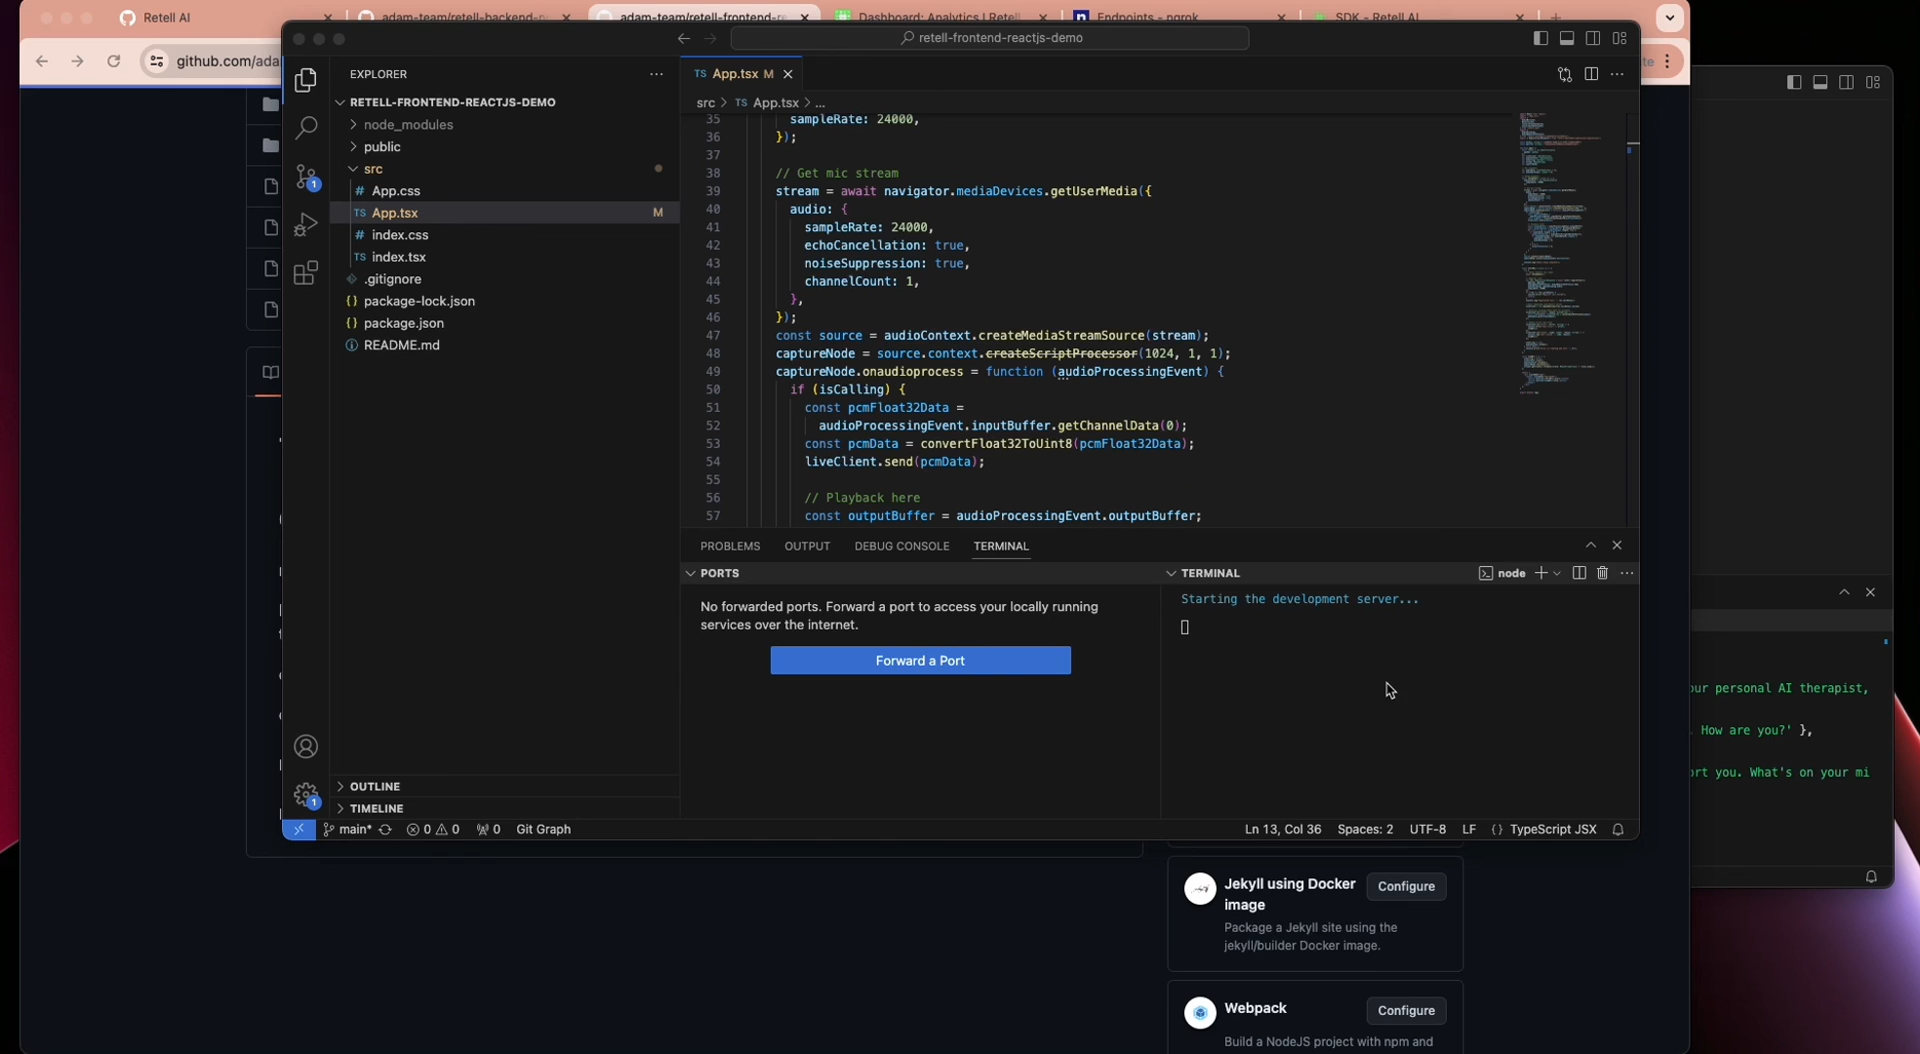 Retell AI
adam-team/retell-backend-n
adam-team/retell-frontend-r
Dashboard: Analytics | Retell
Endpoints - ngrok
SDK - Retell AI
github.com/ada
retell-frontend-reactjs-demo
EXPLORER
RETELL-FRONTEND-REACTJS-DEMO
node_modules
public
src
# App.css
TS App.tsx M
# index.css
TS index.tsx
.gitignore
{} package-lock.json
{} package.json
README.md
OUTLINE
TIMELINE
TS App.tsx M
src > TS App.tsx > ...
35 sampleRate: 24000,
36 });
37
38 // Get mic stream
39 stream = await navigator.mediaDevices.getUserMedia({
40 audio: {
41 sampleRate: 24000,
42 echoCancellation: true,
43 noiseSuppression: true,
44 channelCount: 1,
45 },
46 });
47 const source = audioContext.createMediaStreamSource(stream);
48 captureNode = source.context.createScriptProcessor(1024, 1, 1);
49 captureNode.onaudioprocess = function (audioProcessingEvent) {
50 if (isCalling) {
51 const pcmFloat32Data =
52 audioProcessingEvent.inputBuffer.getChannelData(0);
53 const pcmData = convertFloat32ToUint8(pcmFloat32Data);
54 liveClient.send(pcmData);
55
56 // Playback here
57 const outputBuffer = audioProcessingEvent.outputBuffer;
PROBLEMS OUTPUT DEBUG CONSOLE TERMINAL
PORTS
No forwarded ports. Forward a port to access your locally running
services over the internet.
Forward a Port
TERMINAL
node
Starting the development server...
main* 0 0 0 Git Graph
Ln 13, Col 36 Spaces: 2 UTF-8 LF {} TypeScript JSX
ur personal AI therapist,
How are you?' },
ort you. What's on your mi
Jekyll using Docker
image
Configure
Package a Jekyll site using the
jekyll/builder Docker image.
Webpack
Configure
Build a NodeJS project with npm and